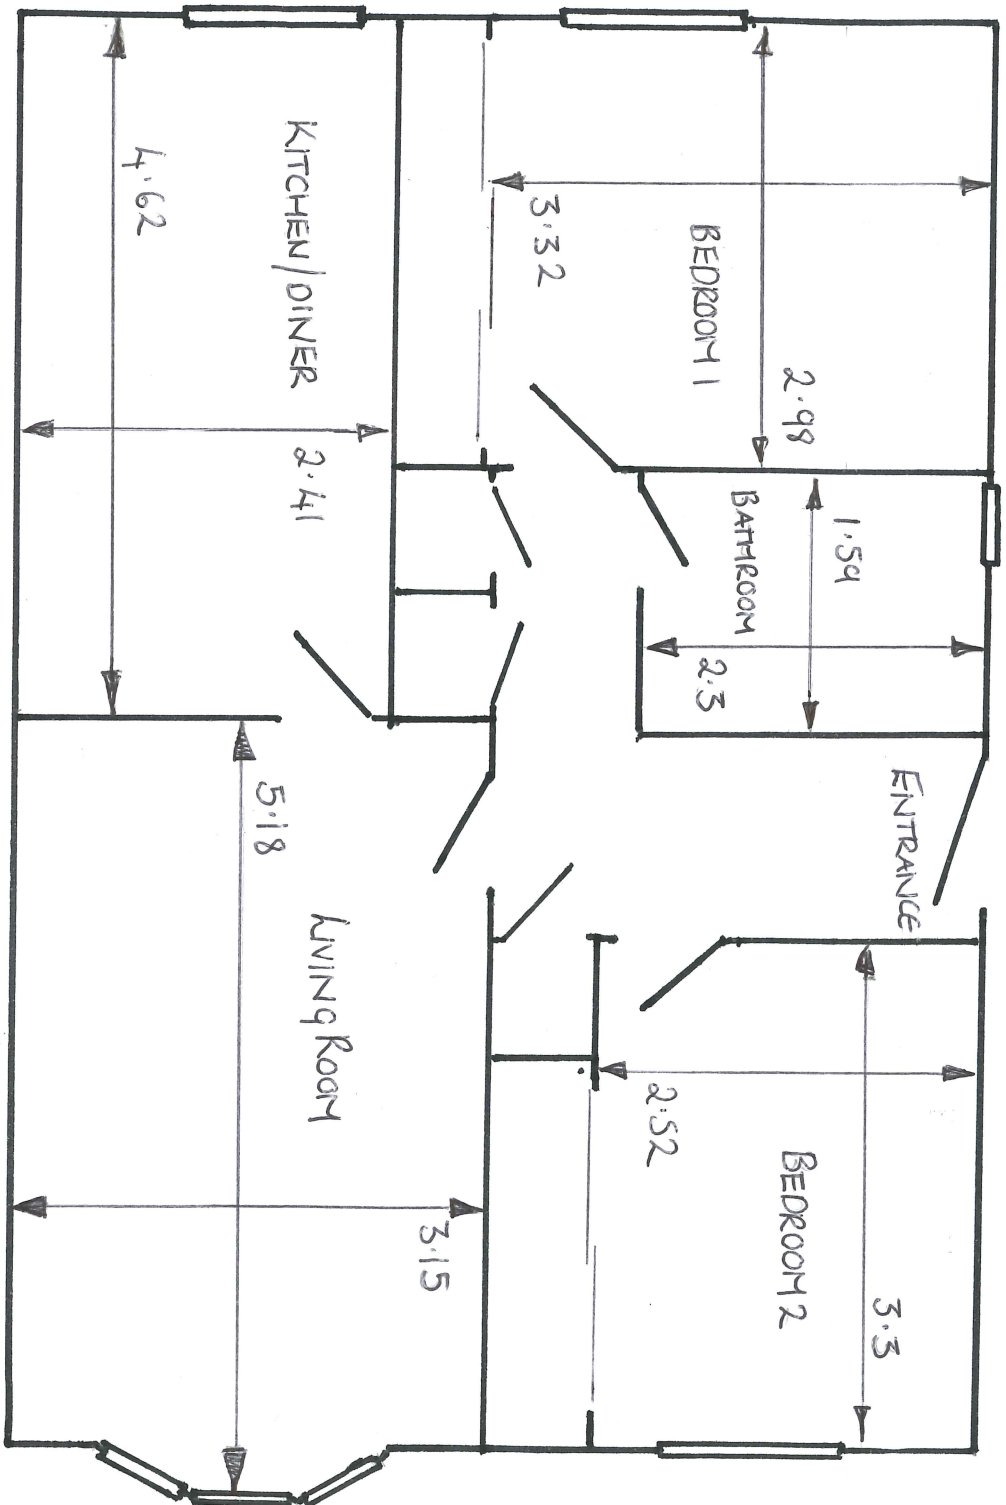 ENTRANCE
BEDROOM 1
2.98
3.32
BATHROOM
1.59
2.3
BEDROOM 2
3.3
2.52
KITCHEN/DINER
4.62
2.41
LIVING ROOM
5.18
3.15